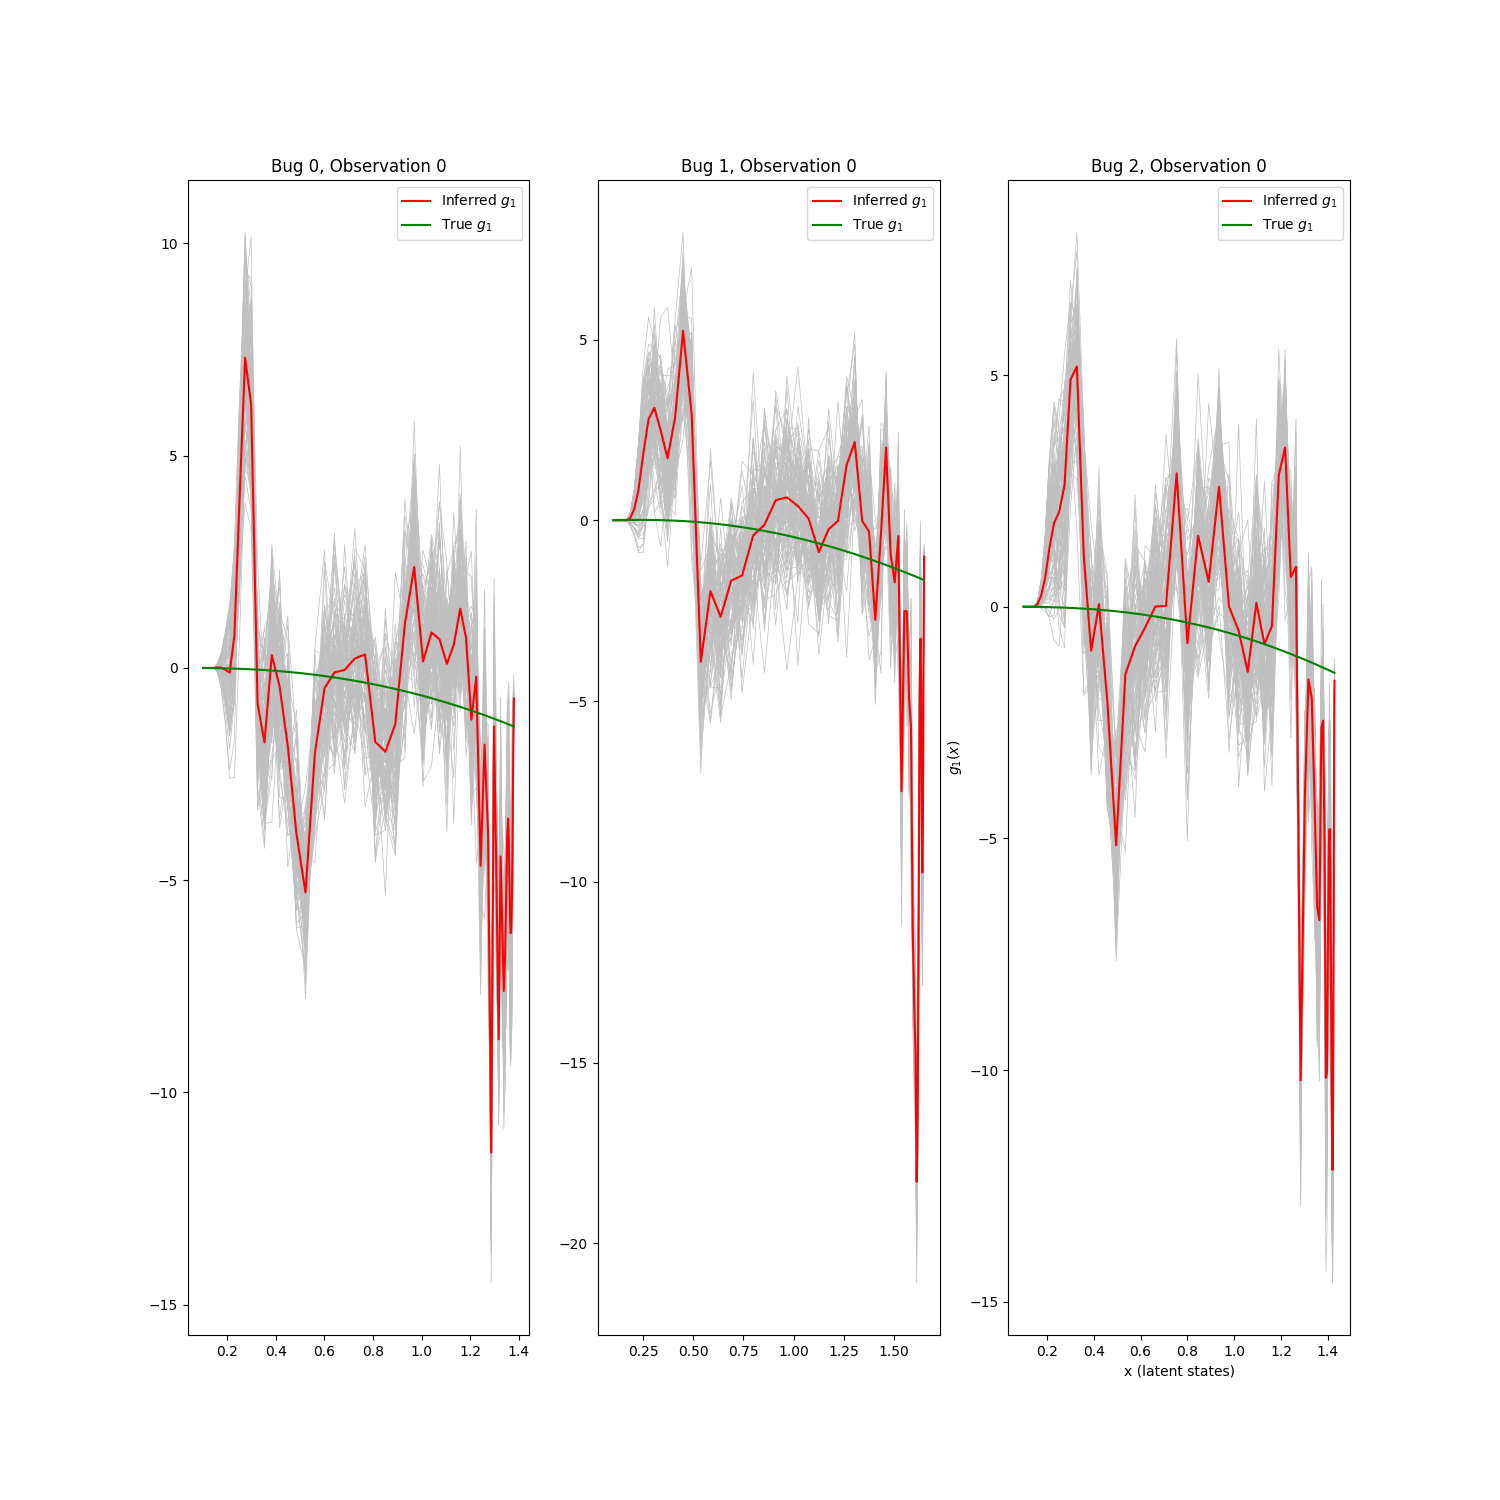 Bug 0, Observation 0
Inferred g₁
True g₁
10
5
0
−5
−10
−15
0.2 0.4 0.6 0.8 1.0 1.2 1.4
Bug 1, Observation 0
Inferred g₁
True g₁
5
0
−5
−10
−15
−20
0.25 0.50 0.75 1.00 1.25 1.50
Bug 2, Observation 0
Inferred g₁
True g₁
g₁(x)
5
0
−5
−10
−15
0.2 0.4 0.6 0.8 1.0 1.2 1.4
x (latent states)